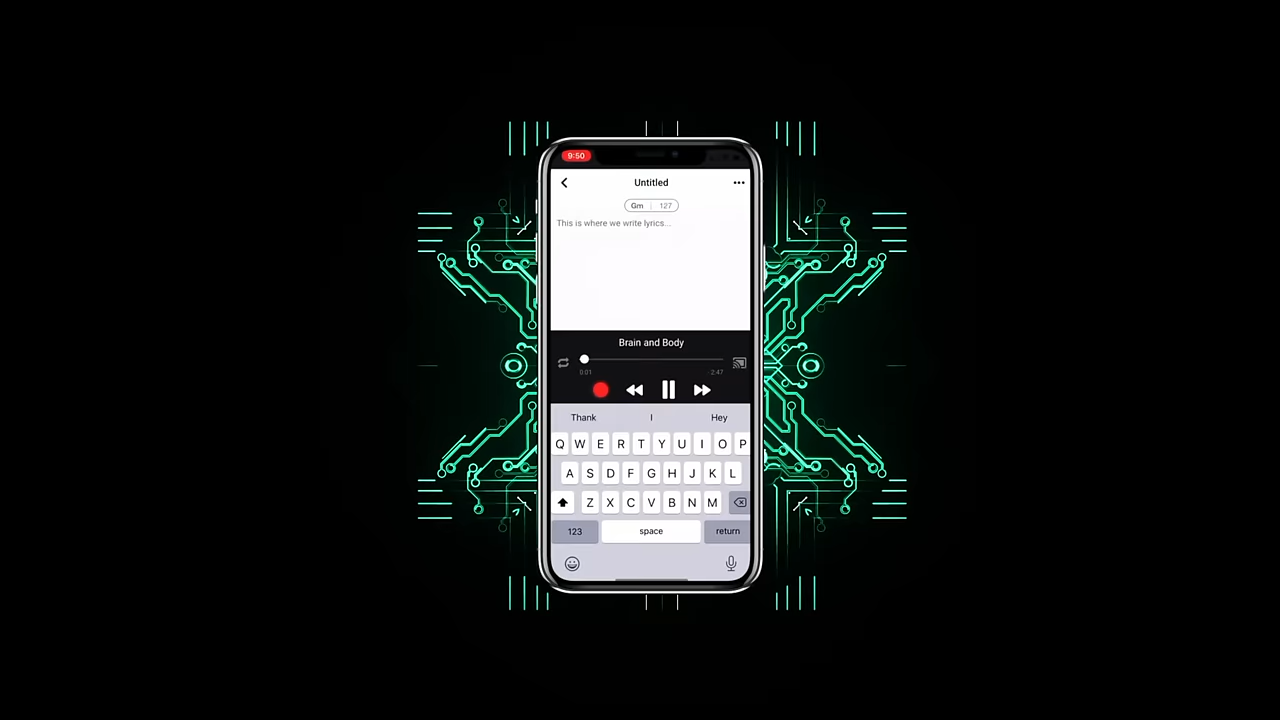 9:50
Untitled
Gm | 127
This is where we write lyrics...
Brain and Body
0:01 -2:47
Thank I Hey
Q W E R T Y U I O P
A S D F G H J K L
Z X C V B N M
123 space return